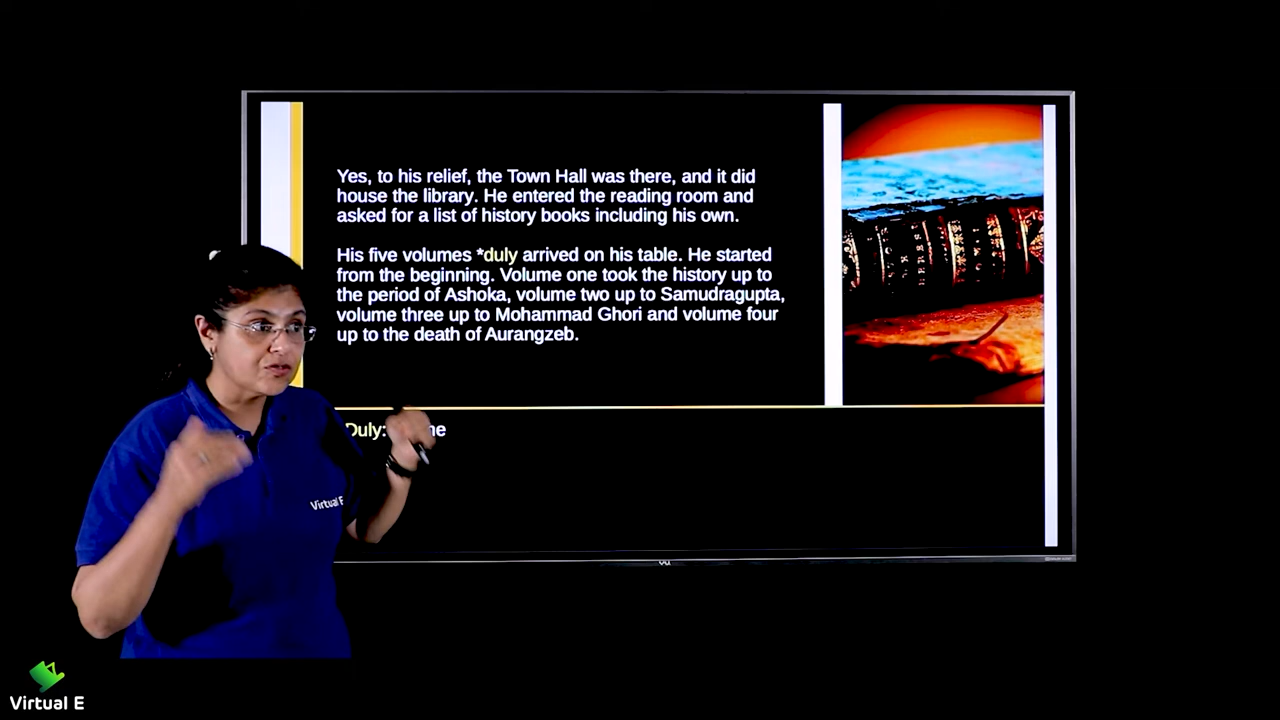 Yes, to his relief, the Town Hall was there, and it did
house the library. He entered the reading room and
asked for a list of history books including his own.
His five volumes *duly arrived on his table. He started
from the beginning. Volume one took the history up to
the period of Ashoka, volume two up to Samudragupta,
volume three up to Mohammad Ghori and volume four
up to the death of Aurangzeb.
Duly:
Virtual E
Virtual E